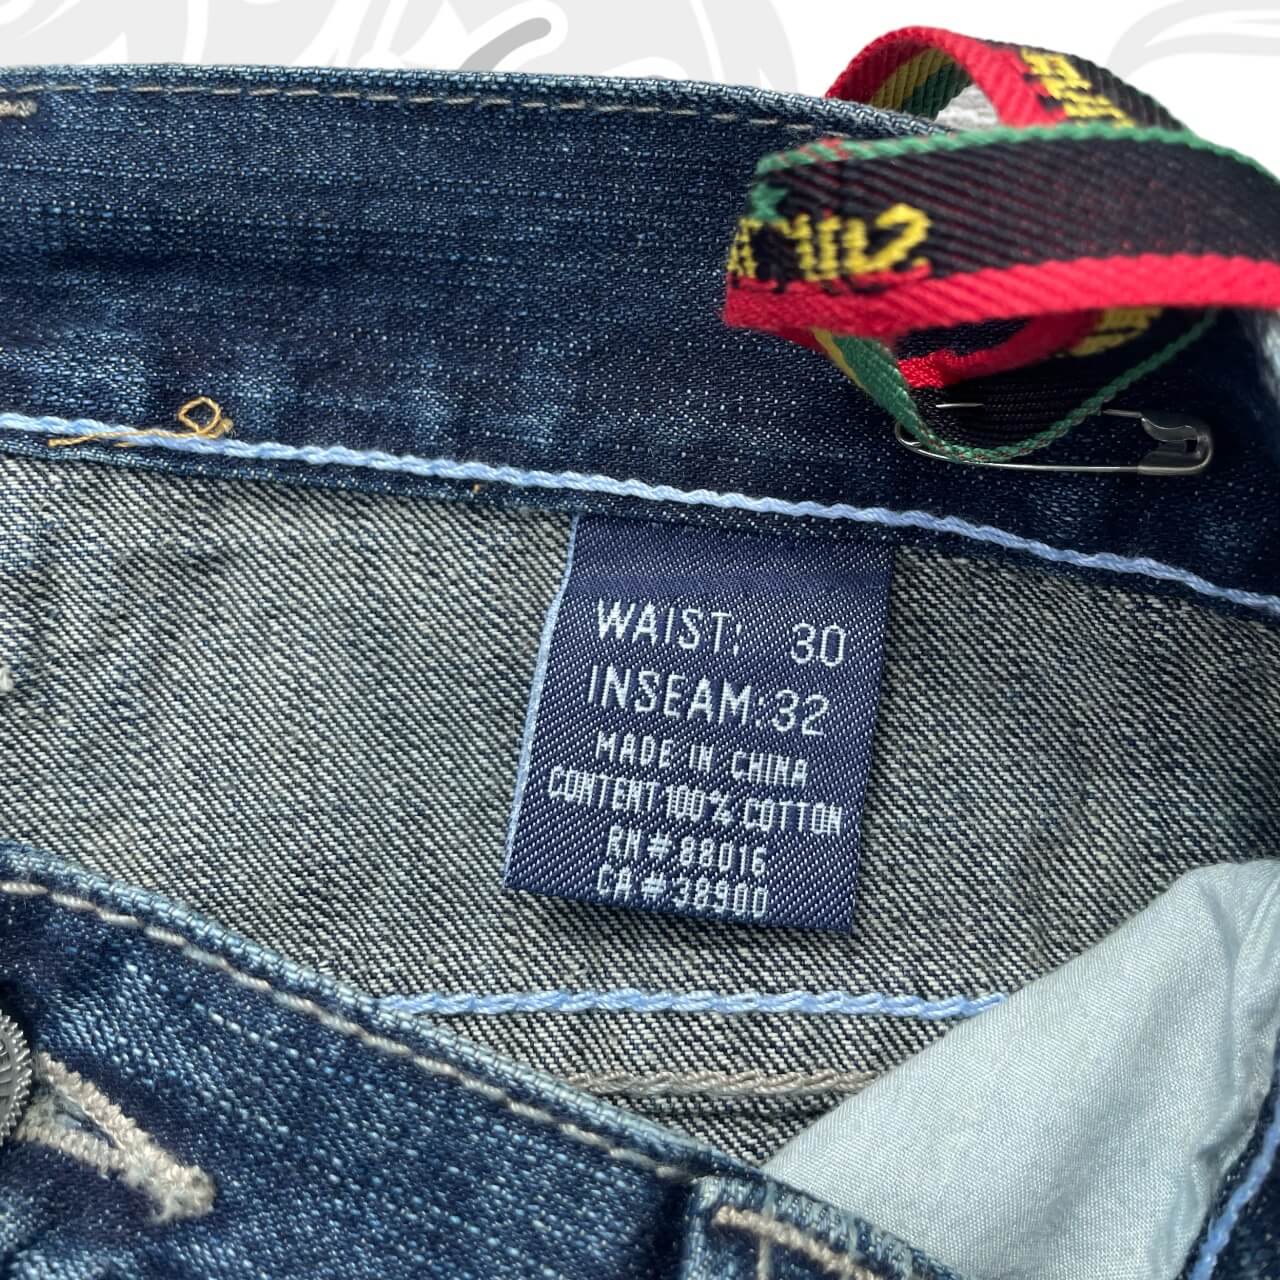 WAIST: 30
INSEAM: 32
MADE IN CHINA
CONTENT 100% COTTON
RN # 88016
CA # 38900